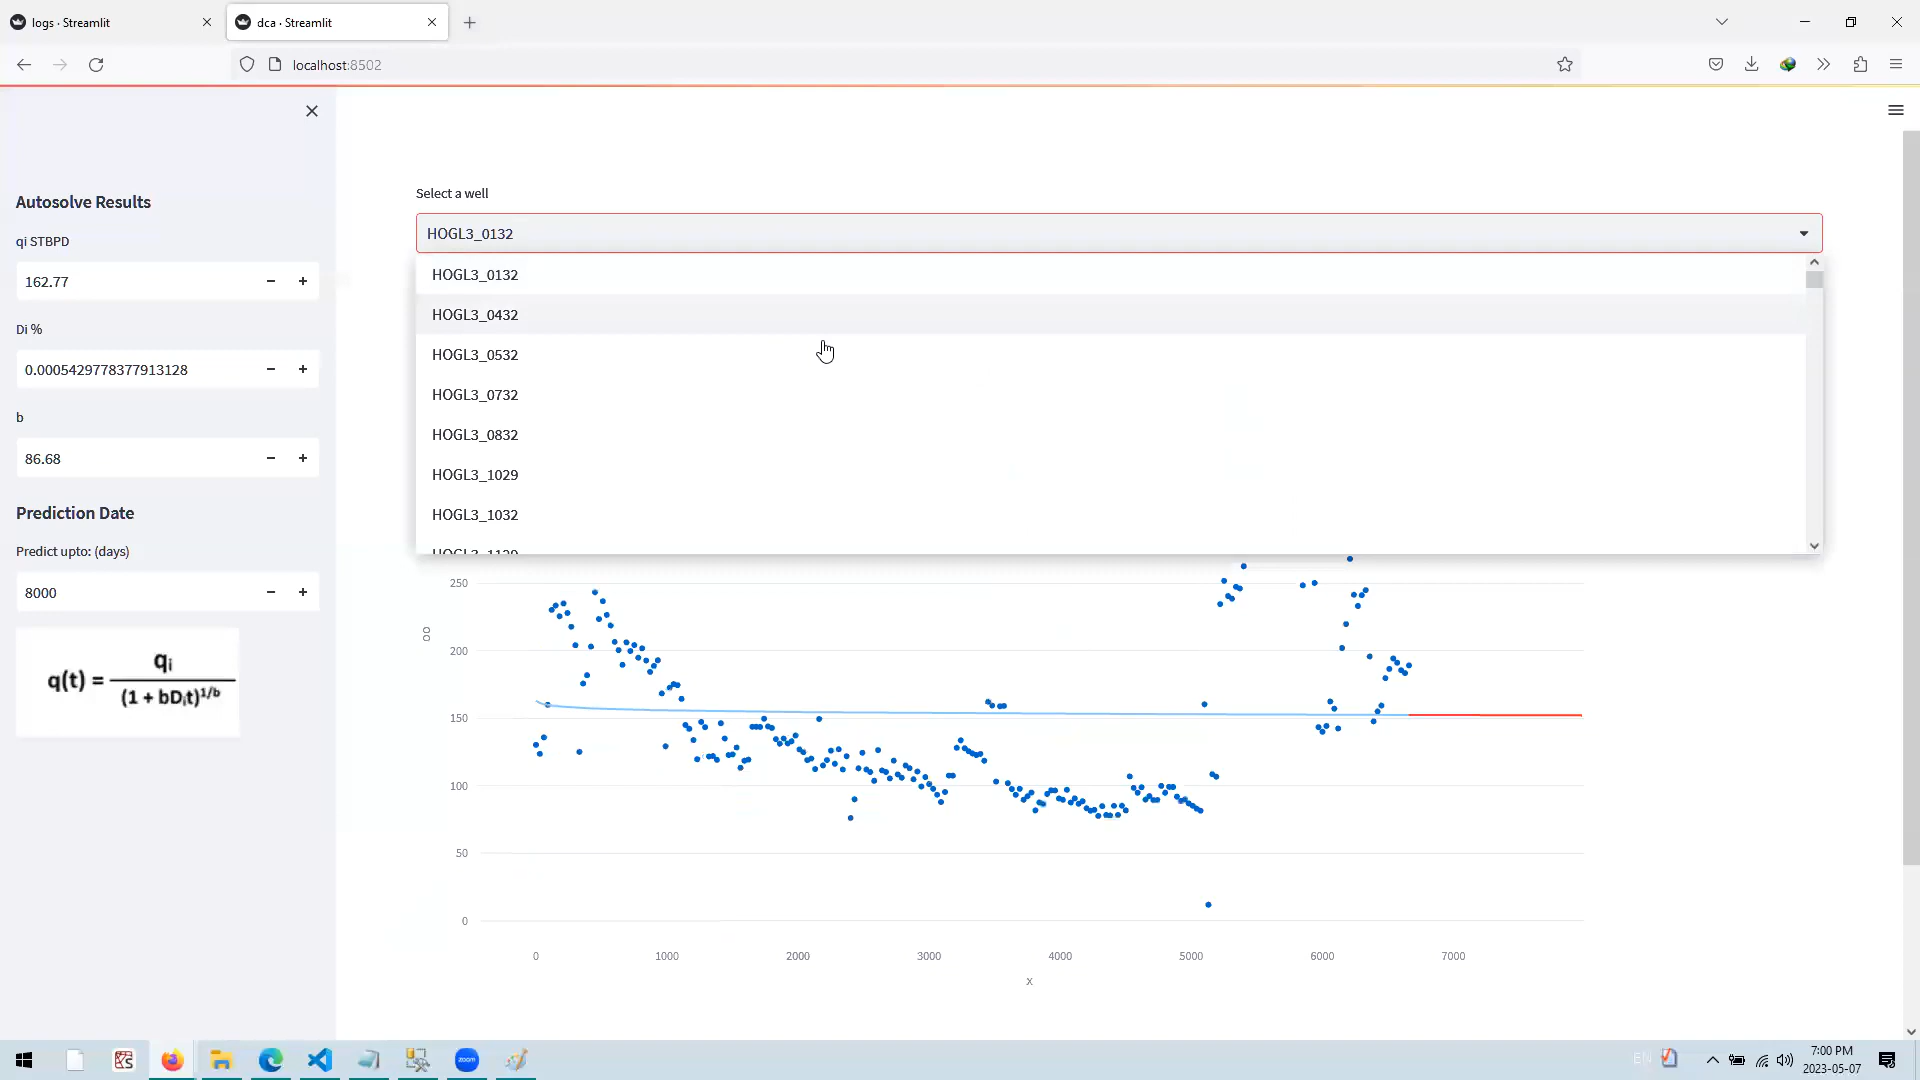 logs · Streamlit
dca · Streamlit
localhost:8502
Autosolve Results
qi STBPD
162.77
Di %
0.0005429778377913128
b
86.68
Prediction Date
Predict upto: (days)
8000
q(t) = qi / (1 + bDit)^1/b
Select a well
HOGL3_0132
HOGL3_0132
HOGL3_0432
HOGL3_0532
HOGL3_0732
HOGL3_0832
HOGL3_1029
HOGL3_1032
HOGL3_1129
250
200
150
100
50
0
oo
0 1000 2000 3000 4000 5000 6000 7000
x
zoom
EN
7:00 PM
2023-05-07